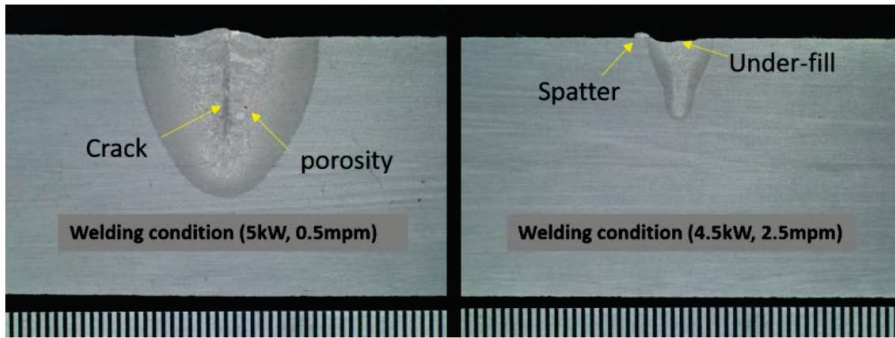 Crack
porosity
Welding condition (5kW, 0.5mpm)
Spatter
Under-fill
Welding condition (4.5kW, 2.5mpm)